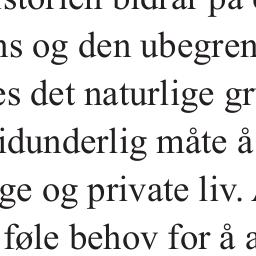 storien bidrar på
ns og den ubegren
es det naturlige gr
idunderlig måte å
ge og private liv.
føle behov for å a